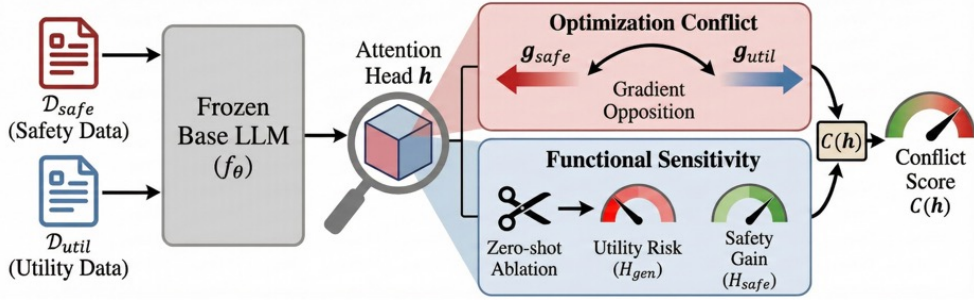 D_safe
(Safety Data)
D_util
(Utility Data)
Frozen
Base LLM
(f_θ)
Attention
Head h
Optimization Conflict
g_safe
g_util
Gradient
Opposition
Functional Sensitivity
Zero-shot
Ablation
Utility Risk
(H_gen)
Safety
Gain
(H_safe)
C(h)
Conflict
Score
C(h)